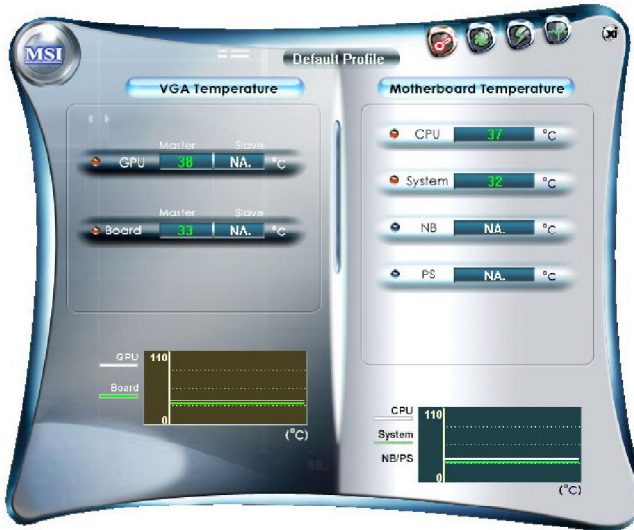 MSI
Default Profile
VGA Temperature
Master Slave
GPU 38 NA. °C
Master Slave
Board 33 NA. °C
GPU
Board
110
0
(°C)
Motherboard Temperature
CPU 37 °C
System 32 °C
NB NA. °C
PS NA. °C
CPU
System
NB/PS
110
0
(°C)